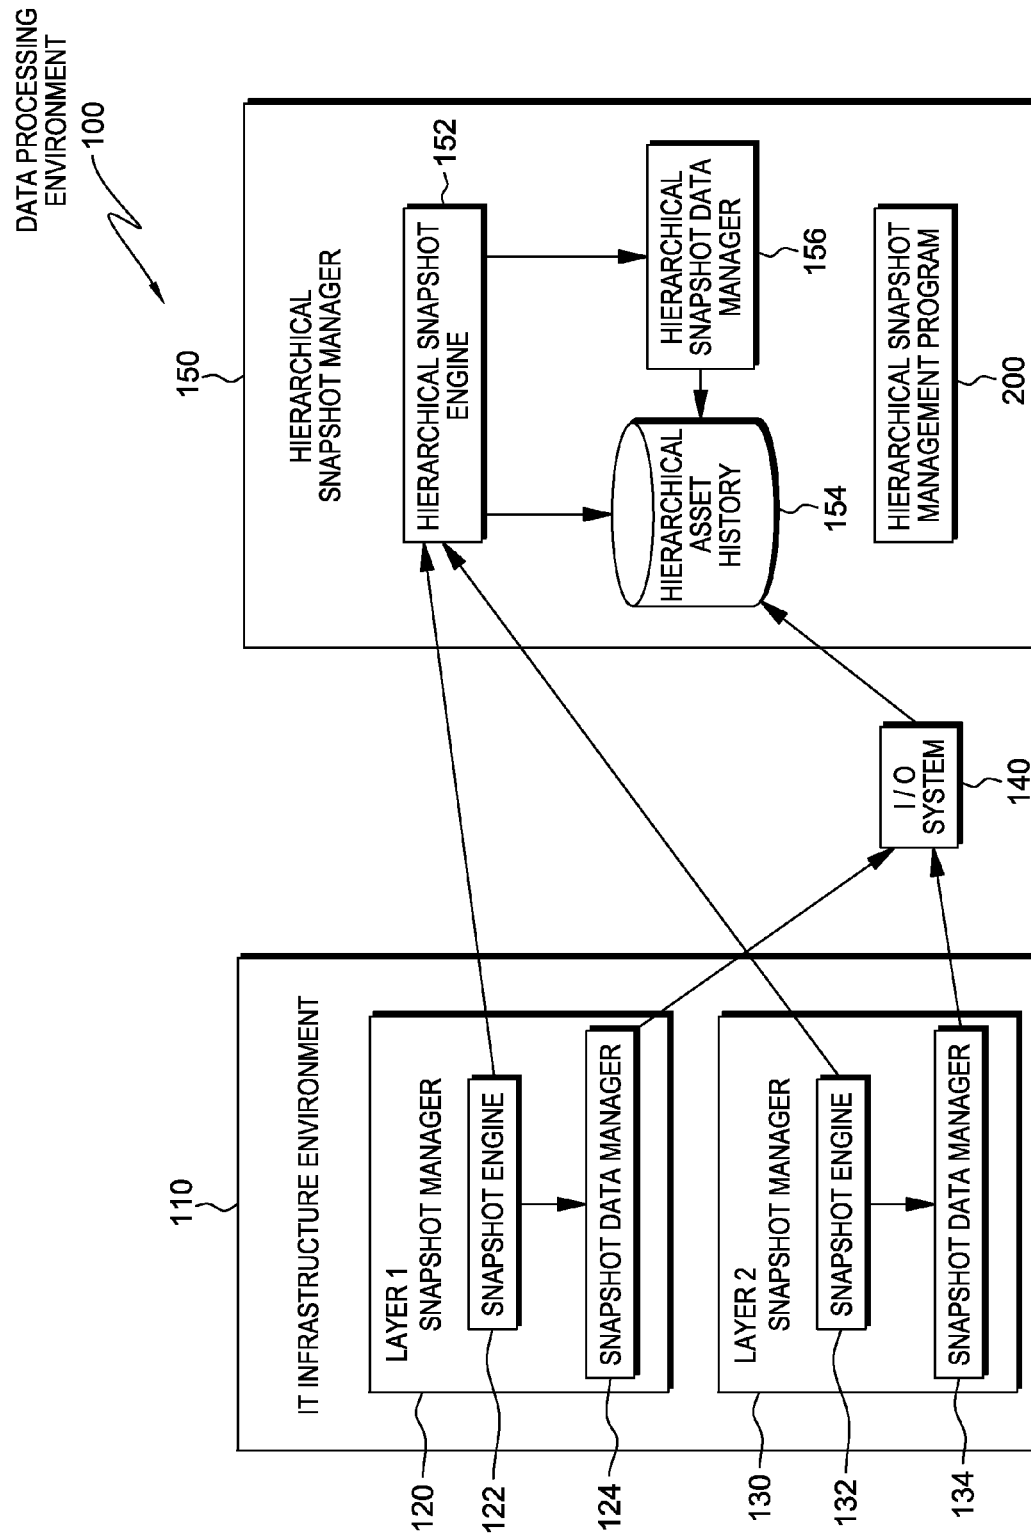 DATA PROCESSING
ENVIRONMENT
100
110
IT INFRASTRUCTURE ENVIRONMENT
120
LAYER 1
SNAPSHOT MANAGER
122
SNAPSHOT ENGINE
124
SNAPSHOT DATA MANAGER
130
LAYER 2
SNAPSHOT MANAGER
132
SNAPSHOT ENGINE
134
SNAPSHOT DATA MANAGER
I / O
SYSTEM
140
150
HIERARCHICAL
SNAPSHOT MANAGER
HIERARCHICAL SNAPSHOT
ENGINE
152
HIERARCHICAL
ASSET
HISTORY
154
HIERARCHICAL
SNAPSHOT DATA
MANAGER
156
HIERARCHICAL SNAPSHOT
MANAGEMENT PROGRAM
200